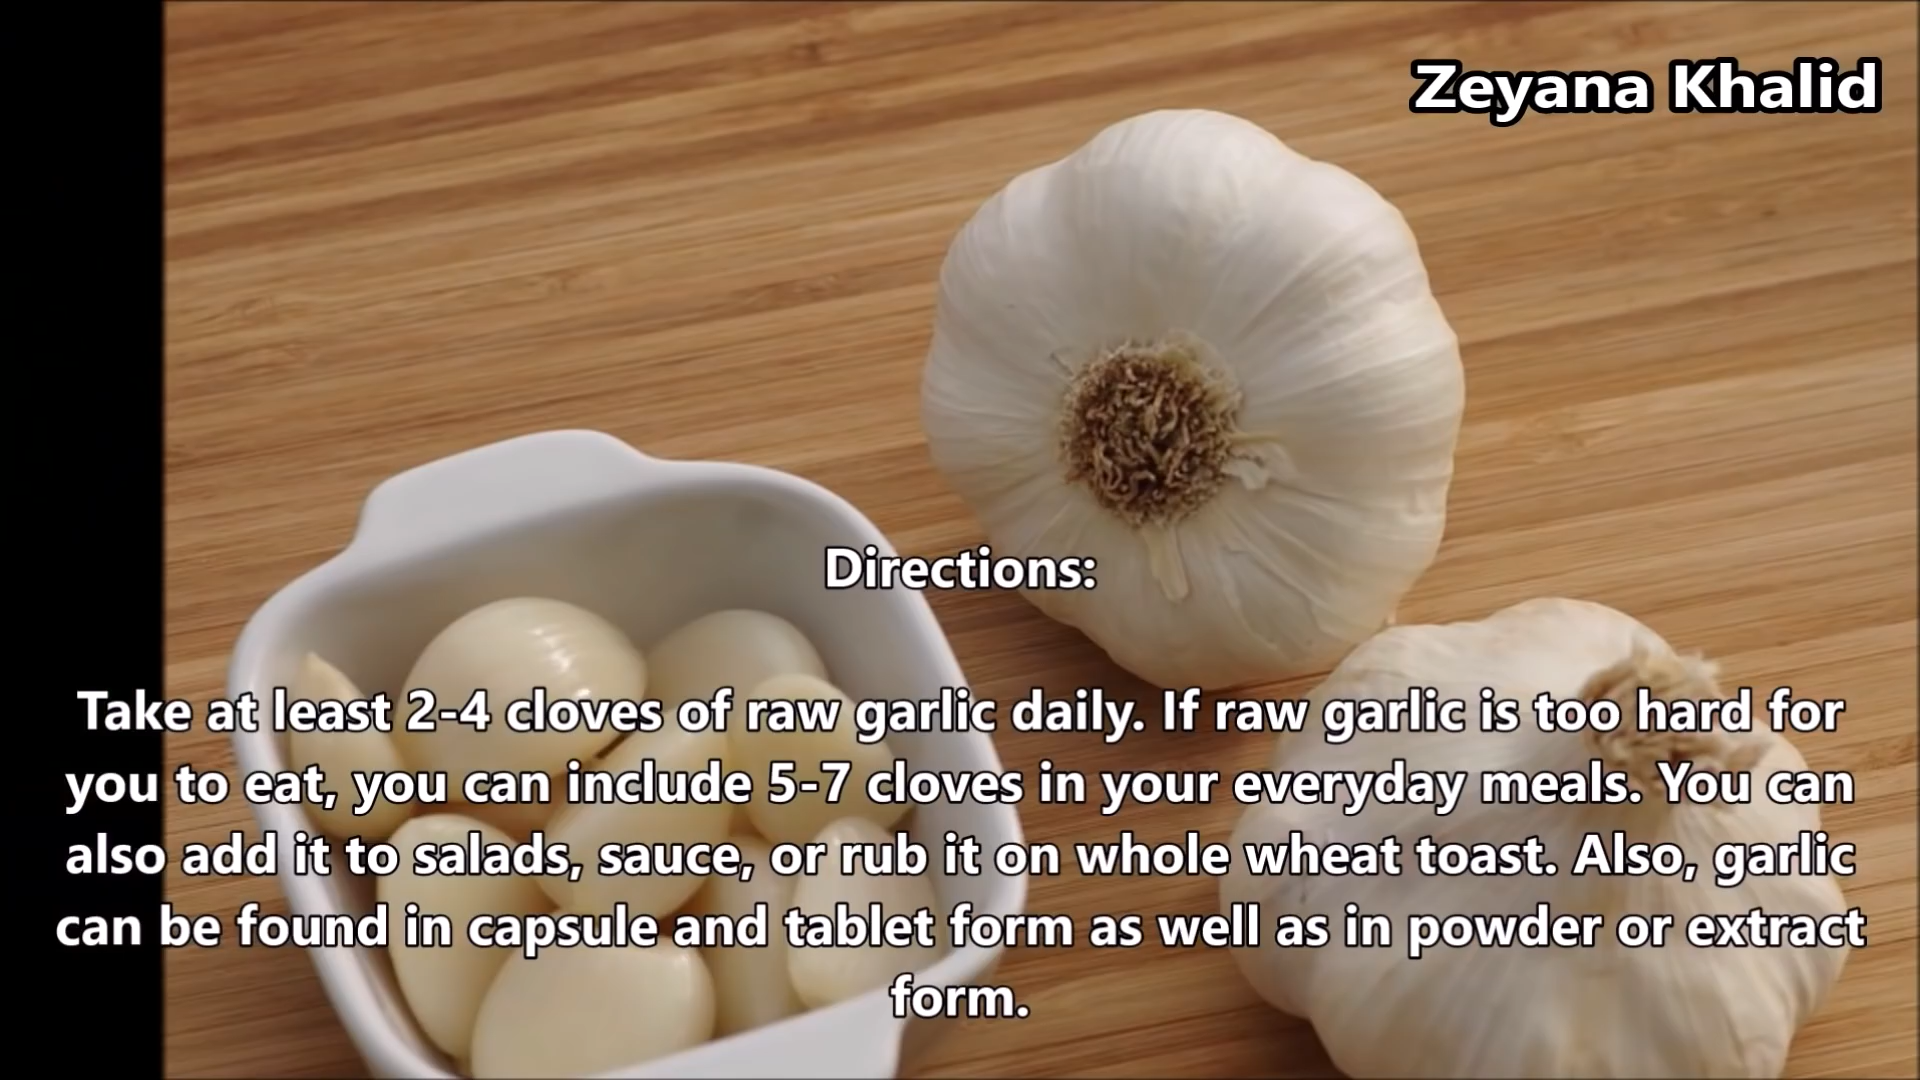 Zeyana Khalid
Directions:
Take at least 2-4 cloves of raw garlic daily. If raw garlic is too hard for
you to eat, you can include 5-7 cloves in your everyday meals. You can
also add it to salads, sauce, or rub it on whole wheat toast. Also, garlic
can be found in capsule and tablet form as well as in powder or extract
form.